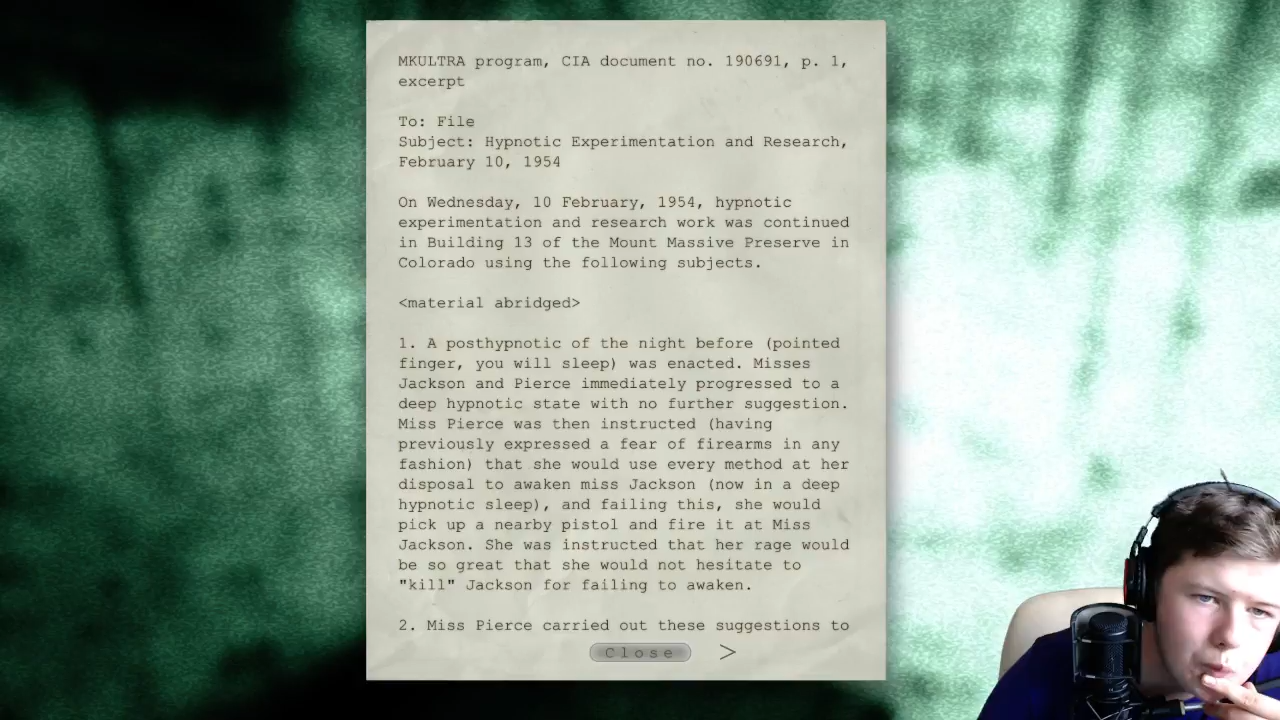 MKULTRA program, CIA document no. 190691, p. 1,
excerpt
To: File
Subject: Hypnotic Experimentation and Research,
February 10, 1954
On Wednesday, 10 February, 1954, hypnotic
experimentation and research work was continued
in Building 13 of the Mount Massive Preserve in
Colorado using the following subjects.
<material abridged>
1. A posthypnotic of the night before (pointed
finger, you will sleep) was enacted. Misses
Jackson and Pierce immediately progressed to a
deep hypnotic state with no further suggestion.
Miss Pierce was then instructed (having
previously expressed a fear of firearms in any
fashion) that she would use every method at her
disposal to awaken miss Jackson (now in a deep
hypnotic sleep), and failing this, she would
pick up a nearby pistol and fire it at Miss
Jackson. She was instructed that her rage would
be so great that she would not hesitate to
"kill" Jackson for failing to awaken.
2. Miss Pierce carried out these suggestions to
Close >